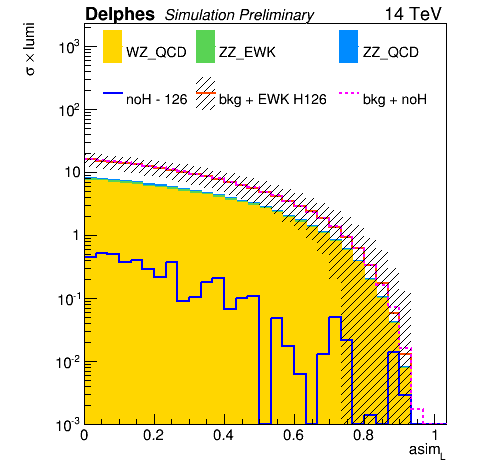 Delphes Simulation Preliminary 14 TeV
σ × lumi
WZ_QCD ZZ_EWK ZZ_QCD
noH - 126 bkg + EWK H126 bkg + noH
10³
10²
10
1
10⁻¹
10⁻²
10⁻³
0 0.2 0.4 0.6 0.8 1
asim_L